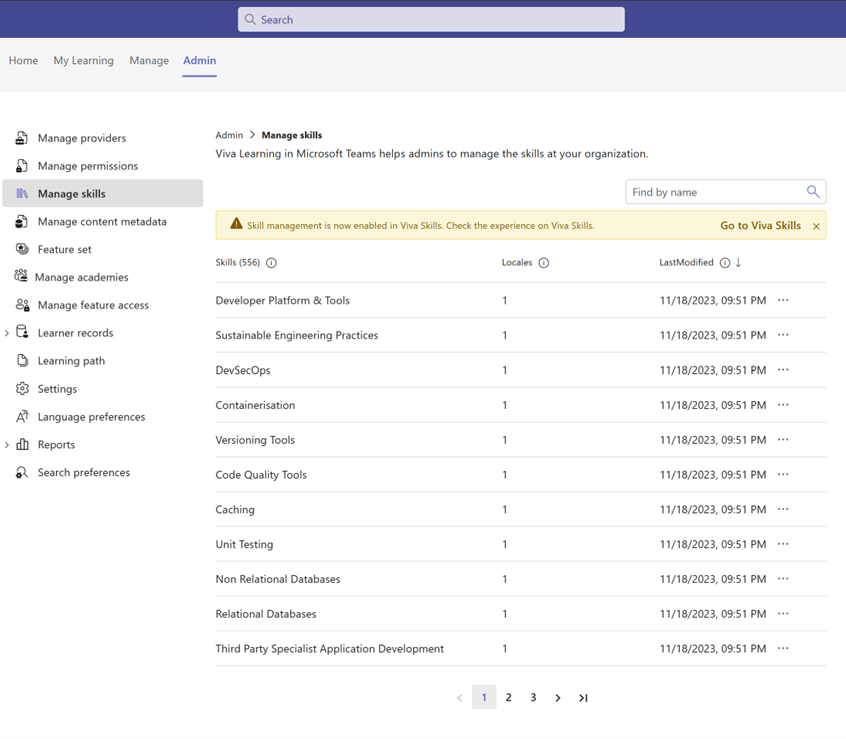 Search
Home My Learning Manage Admin
Admin > Manage skills
Viva Learning in Microsoft Teams helps admins to manage the skills at your organization.
Manage providers
Manage permissions
Manage skills
Manage content metadata
Feature set
Manage academies
Manage feature access
Learner records
Learning path
Settings
Language preferences
Reports
Search preferences
Find by name
Skill management is now enabled in Viva Skills. Check the experience on Viva Skills. Go to Viva Skills
Skills (556) Locales LastModified ↓
Developer Platform & Tools 1 11/18/2023, 09:51 PM ...
Sustainable Engineering Practices 1 11/18/2023, 09:51 PM ...
DevSecOps 1 11/18/2023, 09:51 PM ...
Containerisation 1 11/18/2023, 09:51 PM ...
Versioning Tools 1 11/18/2023, 09:51 PM ...
Code Quality Tools 1 11/18/2023, 09:51 PM ...
Caching 1 11/18/2023, 09:51 PM ...
Unit Testing 1 11/18/2023, 09:51 PM ...
Non Relational Databases 1 11/18/2023, 09:51 PM ...
Relational Databases 1 11/18/2023, 09:51 PM ...
Third Party Specialist Application Development 1 11/18/2023, 09:51 PM ...
1 2 3